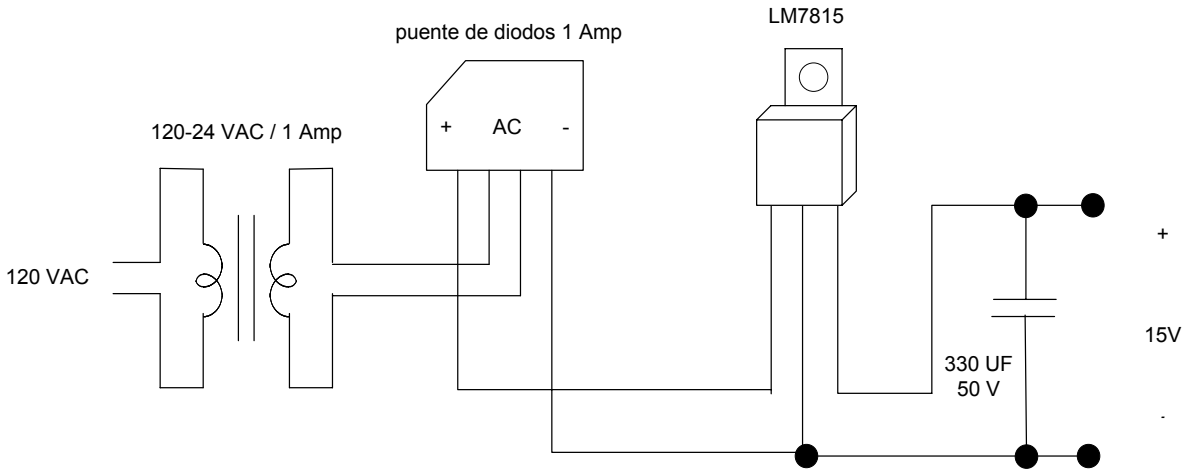 LM7815
puente de diodos 1 Amp
+ AC -
120-24 VAC / 1 Amp
120 VAC
+
15V
330 UF
50 V
-